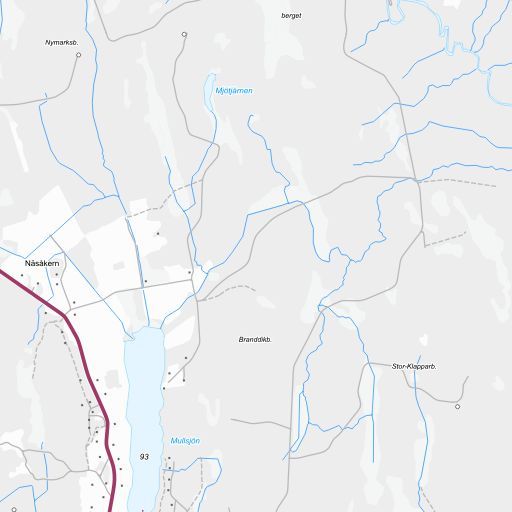 berget
Nymarksb.
Mjötjärnen
Näsåkern
Branddikb.
Stor-Klapparb.
Mullsjön
93